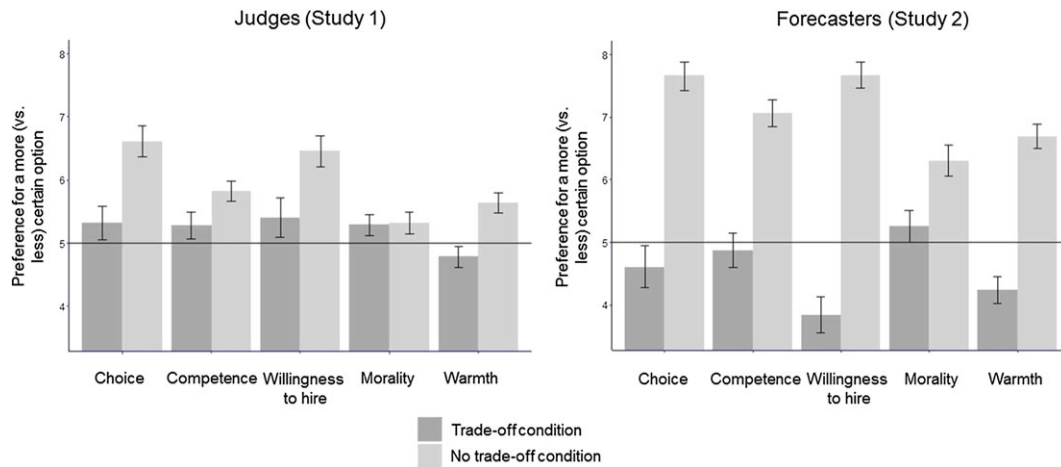 Judges (Study 1)
Preference for a more (vs.
less) certain option
8
7
6
5
4
Choice
Competence
Willingness
to hire
Morality
Warmth
Forecasters (Study 2)
Preference for a more (vs.
less) certain option
8
7
6
5
4
Choice
Competence
Willingness
to hire
Morality
Warmth
Trade-off condition
No trade-off condition